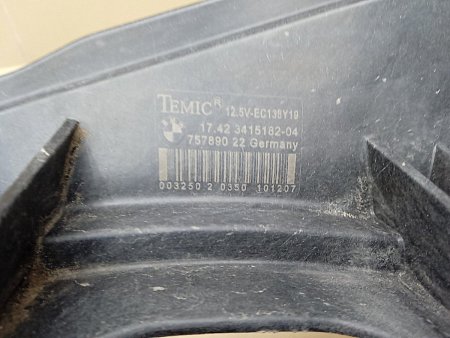 TEMIC® 12.5V-EC135Y19
17.42 3415182-04
757890 22 Germany
003250 2 0350 101207